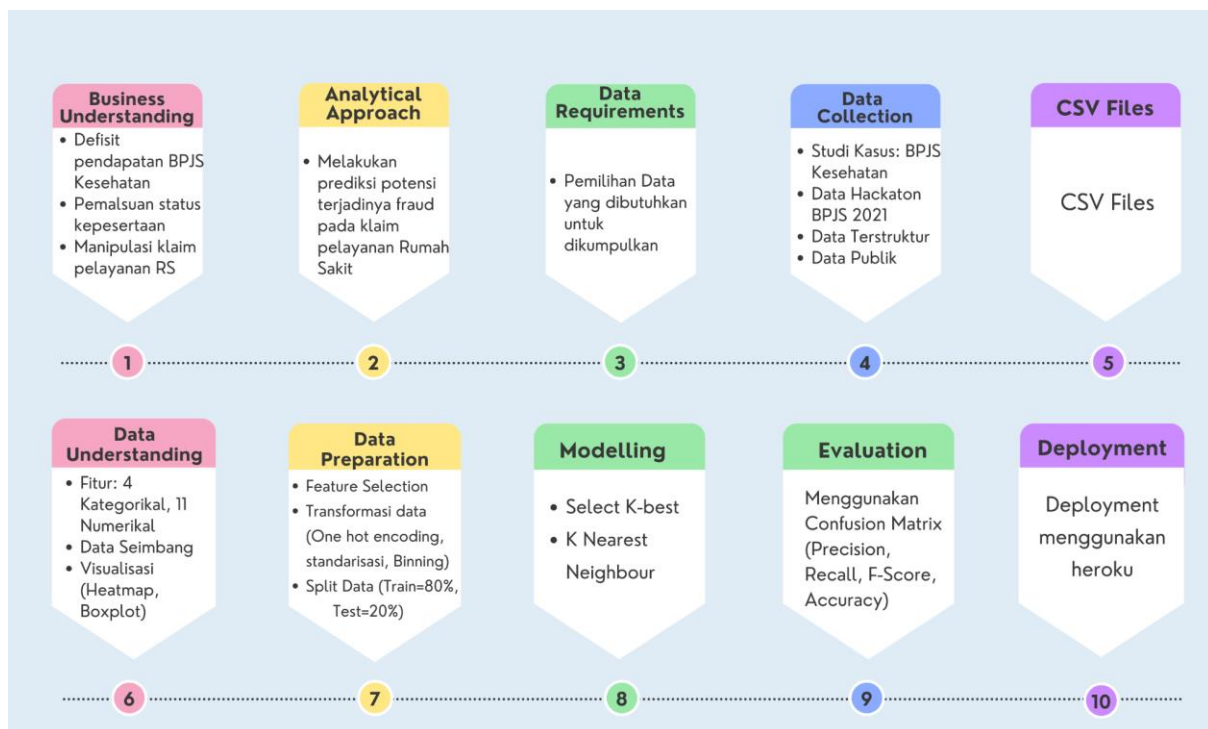 Business
Understanding
• Defisit
pendapatan BPJS
Kesehatan
• Pemalsuan status
kepesertaan
• Manipulasi klaim
pelayanan RS
Analytical
Approach
• Melakukan
prediksi potensi
terjadinya fraud
pada klaim
pelayanan Rumah
Sakit
Data
Requirements
• Pemilihan Data
yang dibutuhkan
untuk
dikumpulkan
Data
Collection
• Studi Kasus: BPJS
Kesehatan
• Data Hackaton
BPJS 2021
• Data Terstruktur
• Data Publik
CSV Files
CSV Files
1
2
3
4
5
Data
Understanding
• Fitur: 4
Kategorikal, 11
Numerikal
• Data Seimbang
• Visualisasi
(Heatmap,
Boxplot)
Data
Preparation
• Feature Selection
• Transformasi data
(One hot encoding,
standarisasi, Binning)
• Split Data (Train=80%,
Test=20%)
Modelling
• Select K-best
• K Nearest
Neighbour
Evaluation
Menggunakan
Confusion Matrix
(Precision,
Recall, F-Score,
Accuracy)
Deployment
Deployment
menggunakan
heroku
6
7
8
9
10